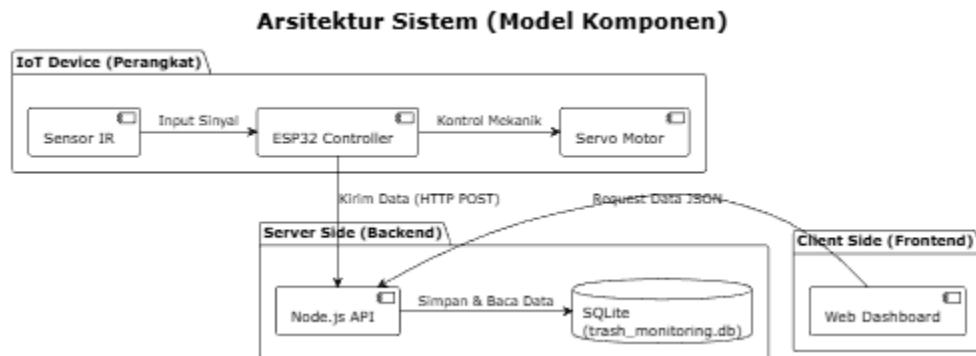 Arsitektur Sistem (Model Komponen)
IoT Device (Perangkat)
Sensor IR
Input Sinyal
ESP32 Controller
Kontrol Mekanik
Servo Motor
Kirim Data (HTTP POST)
Request Data JSON
Server Side (Backend)
Client Side (Frontend)
Node.js API
Simpan & Baca Data
SQLite
(trash_monitoring.db)
Web Dashboard